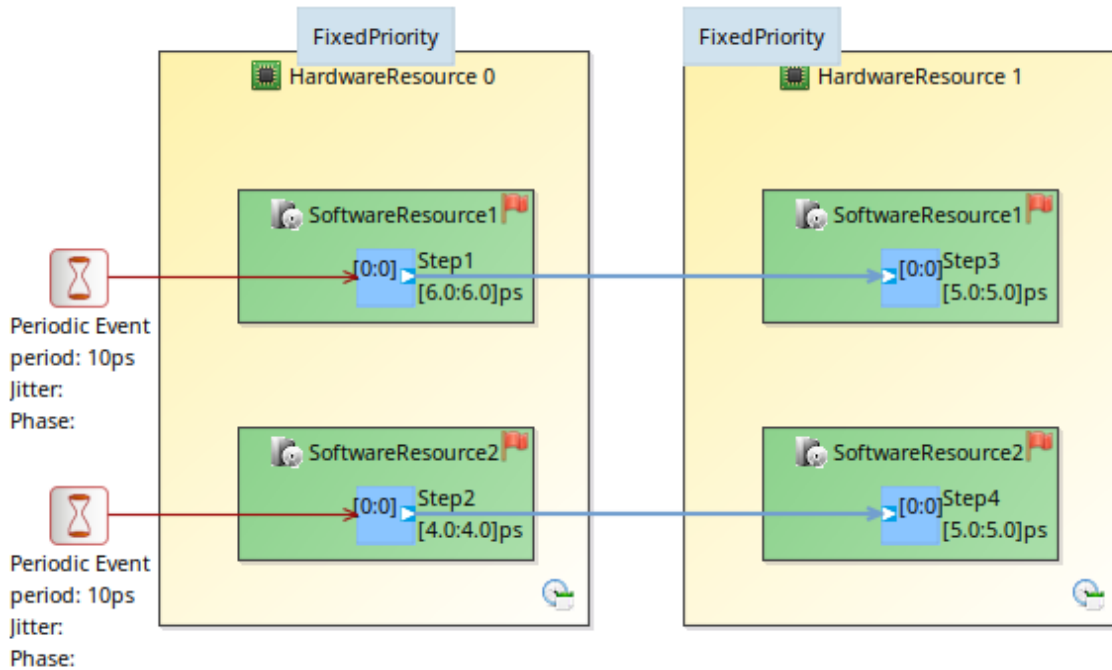 FixedPriority
FixedPriority
HardwareResource 0
HardwareResource 1
SoftwareResource1
SoftwareResource1
[0:0]
Step1
[6.0:6.0]ps
[0:0]
Step3
[5.0:5.0]ps
Periodic Event
period: 10ps
Jitter:
Phase:
SoftwareResource2
SoftwareResource2
[0:0]
Step2
[4.0:4.0]ps
[0:0]
Step4
[5.0:5.0]ps
Periodic Event
period: 10ps
Jitter:
Phase: